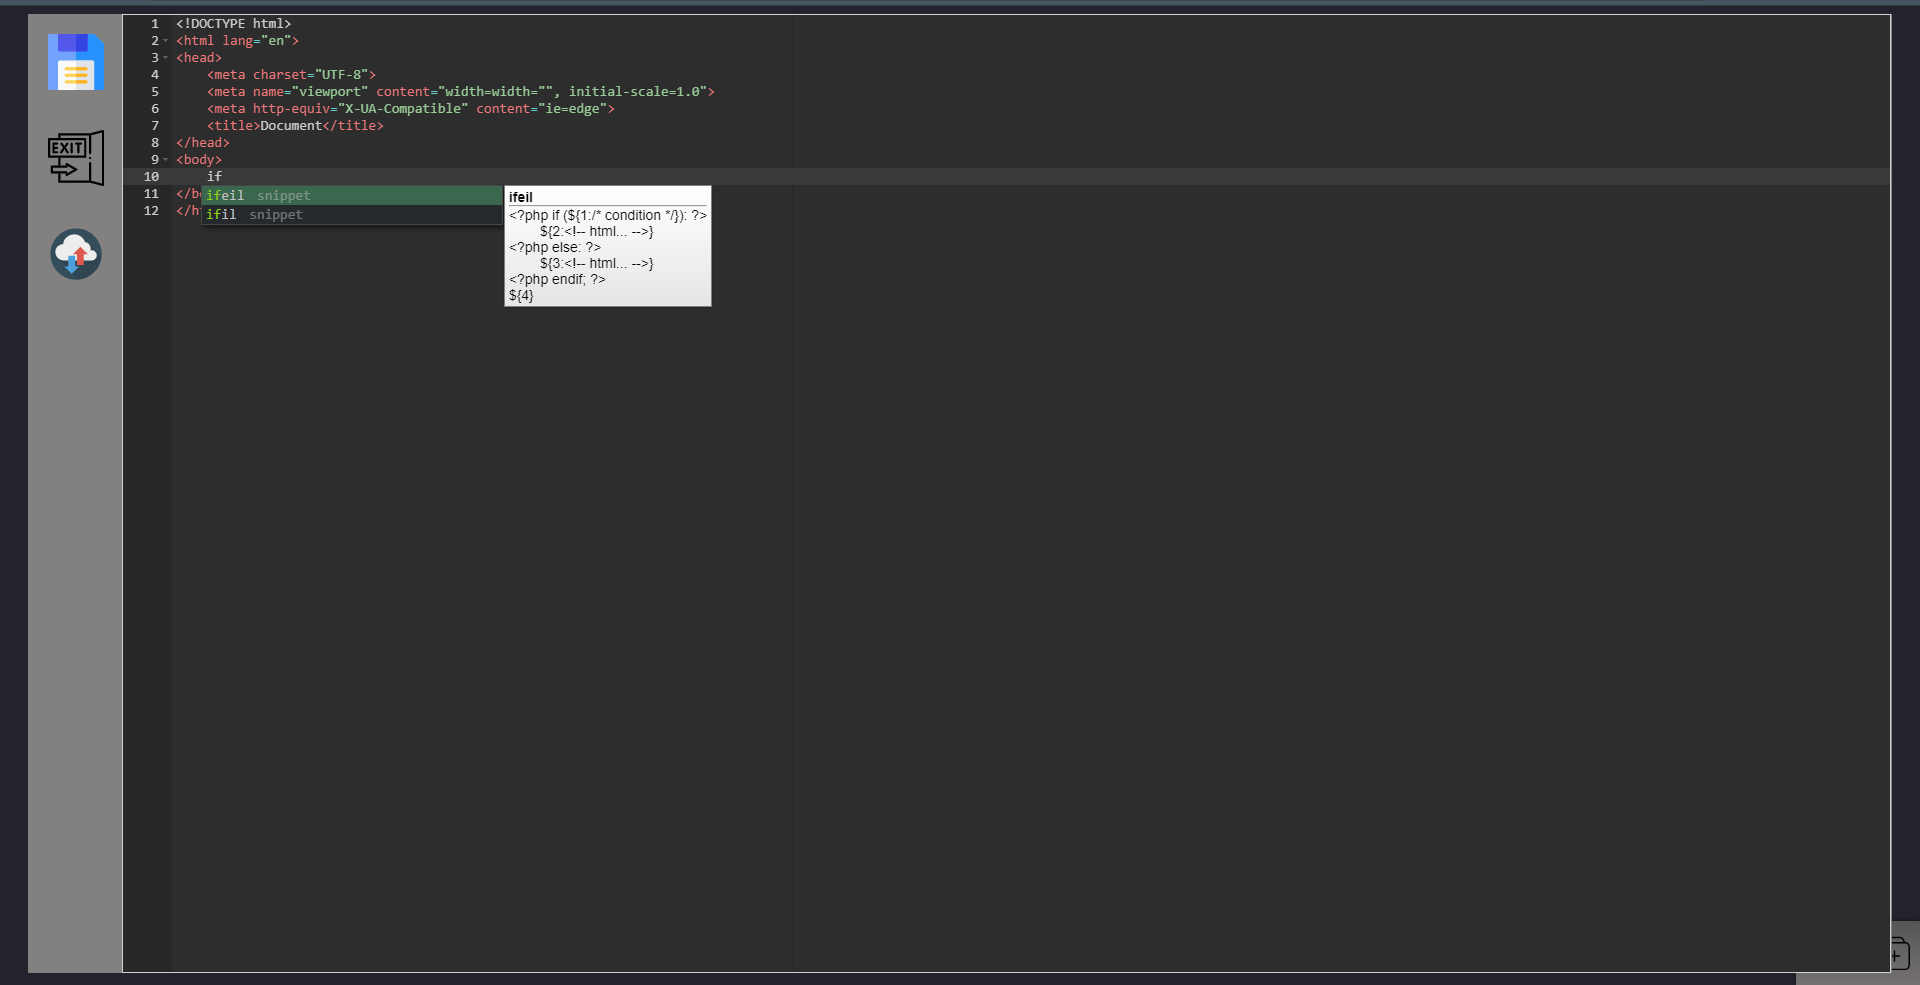 EXIT
1 <!DOCTYPE html>
2 <html lang="en">
3 <head>
4 <meta charset="UTF-8">
5 <meta name="viewport" content="width=width="", initial-scale=1.0">
6 <meta http-equiv="X-UA-Compatible" content="ie=edge">
7 <title>Document</title>
8 </head>
9 <body>
10 if
11 </b
12 </h
ifeil snippet
ifil snippet
ifeil
<?php if (${1:/* condition */}): ?>
${2:<!-- html... -->}
<?php else: ?>
${3:<!-- html... -->}
<?php endif; ?>
${4}